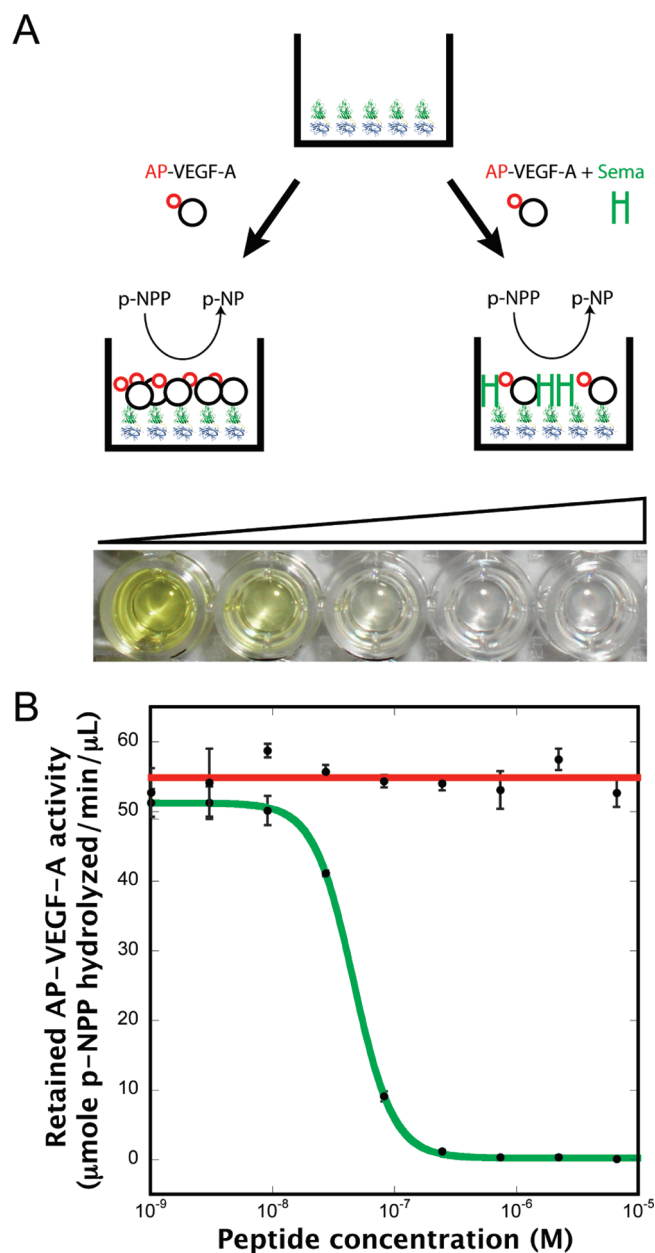 A
AP-VEGF-A
AP-VEGF-A + Sema
p-NPP p-NP
p-NPP p-NP
B
Retained AP-VEGF-A activity
(μmole p-NPP hydrolyzed/min/μL)
60
50
40
30
20
10
0
10⁻⁹ 10⁻⁸ 10⁻⁷ 10⁻⁶ 10⁻⁵
Peptide concentration (M)